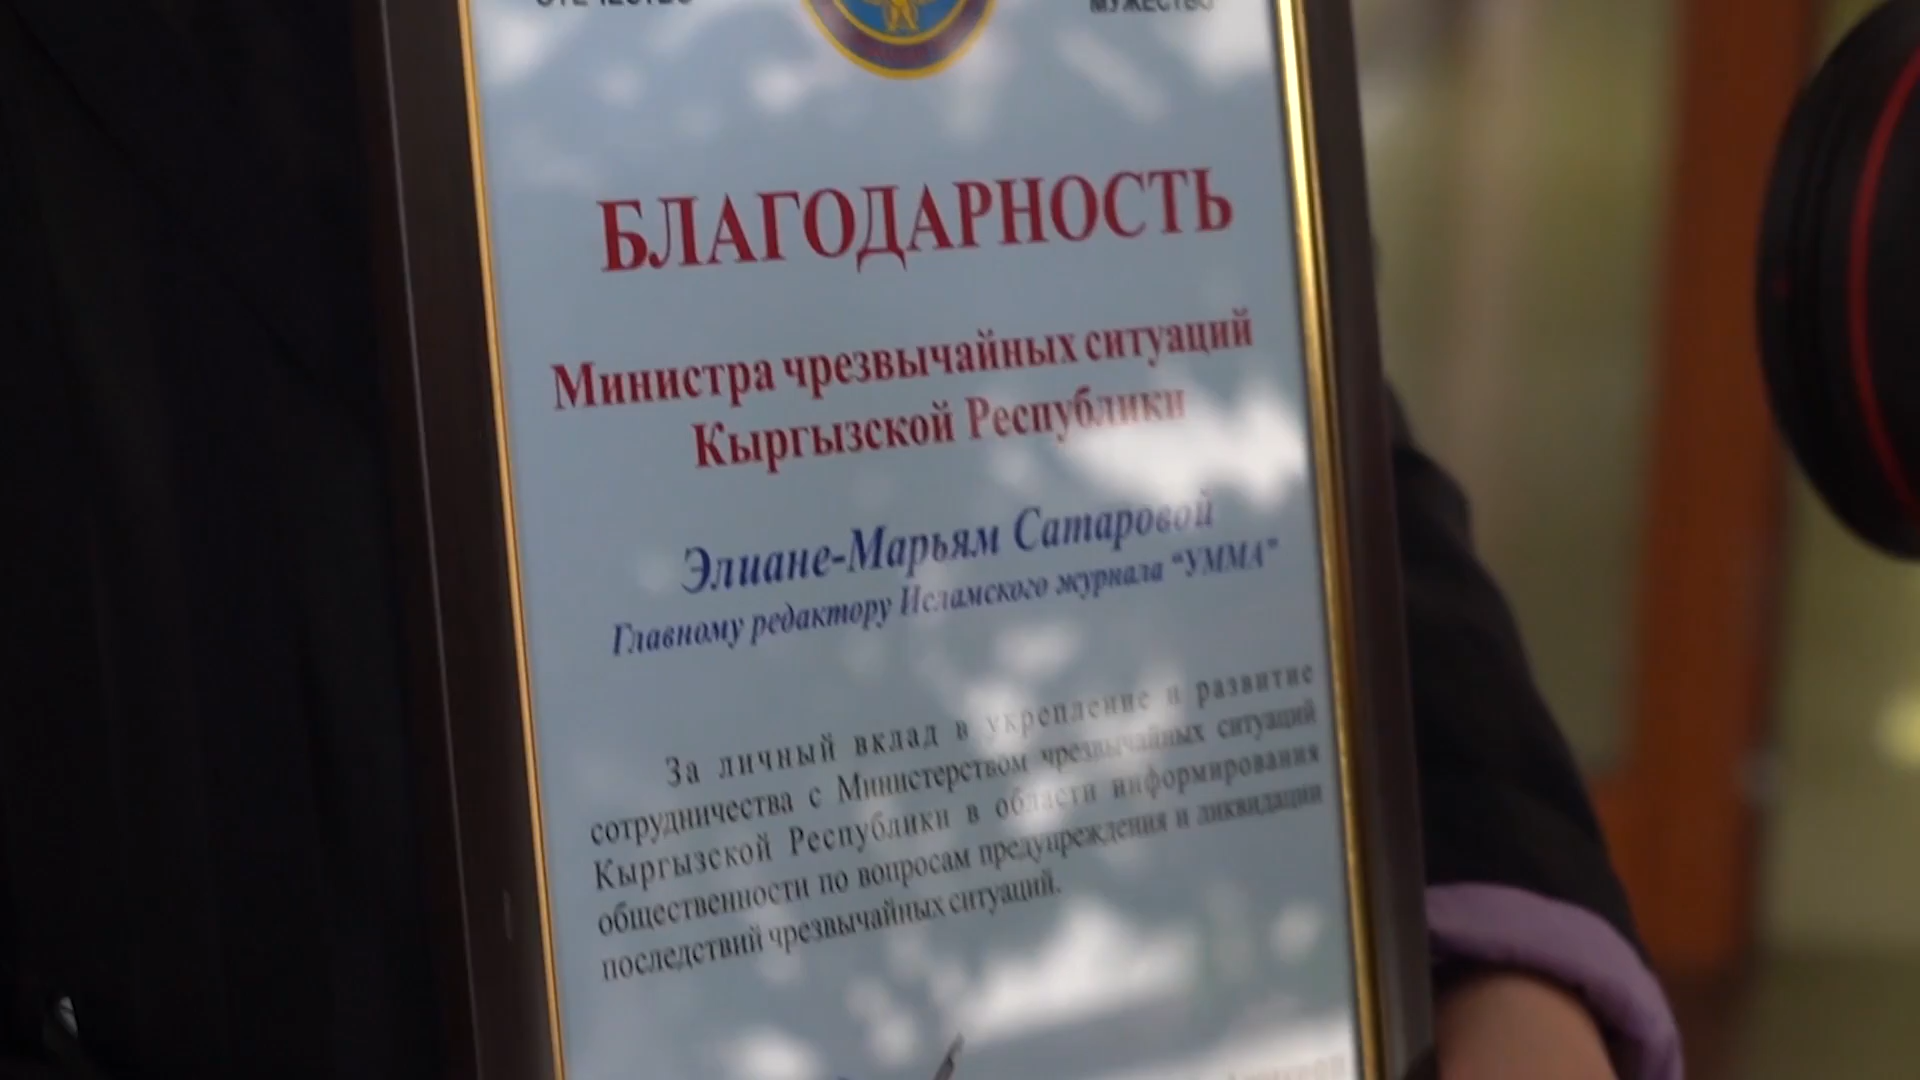 МУЖЕСТВО
БЛАГОДАРНОСТЬ
Министра чрезвычайных ситуаций
Кыргызской Республики
Элиане-Марьям Сатаровой
Главному редактору Исламского журнала “УММА”
За личный вклад в укрепление и развитие
сотрудничества с Министерством чрезвычайных ситуаций
Кыргызской Республики в области информирования
общественности по вопросам предупреждения и ликвидации
последствий чрезвычайных ситуаций.